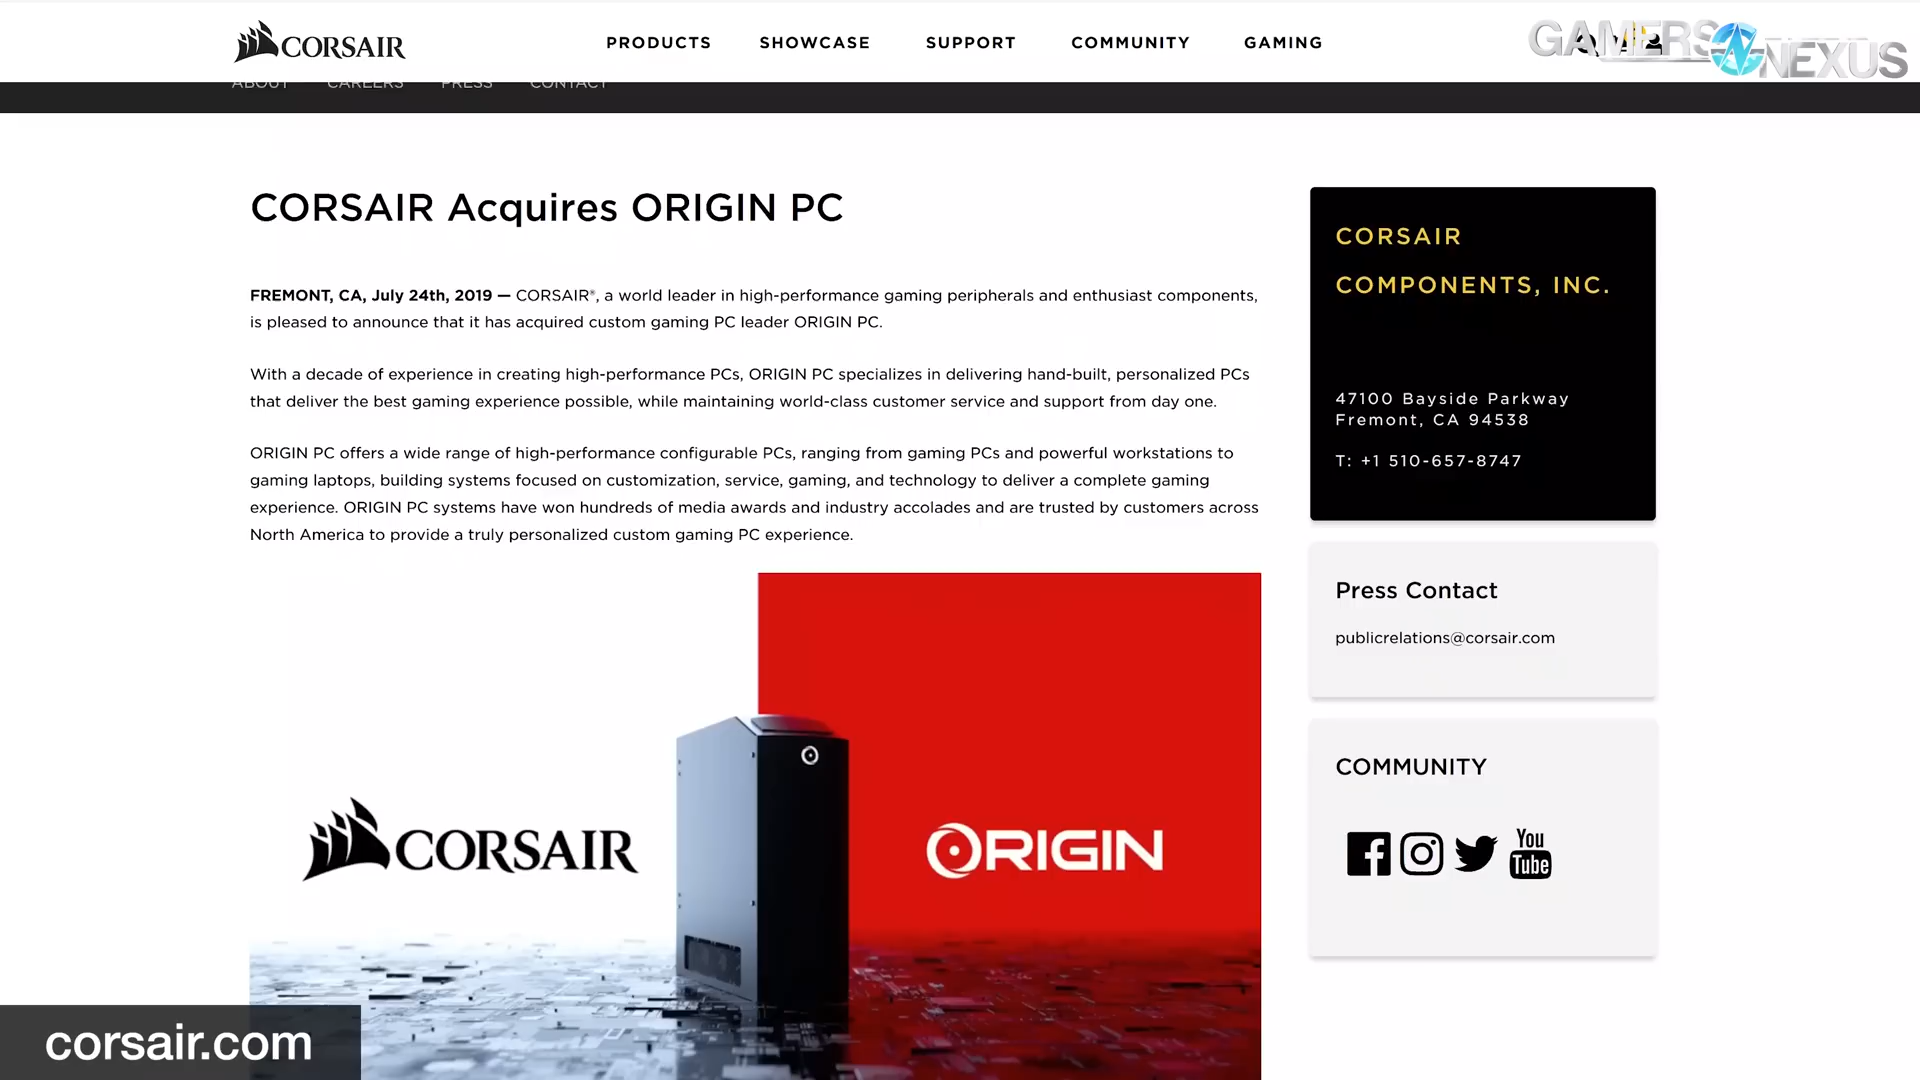 CORSAIR
PRODUCTS SHOWCASE SUPPORT COMMUNITY GAMING
GAMERS NEXUS
ABOUT CAREERS PRESS CONTACT
CORSAIR Acquires ORIGIN PC
FREMONT, CA, July 24th, 2019 — CORSAIR®, a world leader in high-performance gaming peripherals and enthusiast components,
is pleased to announce that it has acquired custom gaming PC leader ORIGIN PC.
With a decade of experience in creating high-performance PCs, ORIGIN PC specializes in delivering hand-built, personalized PCs
that deliver the best gaming experience possible, while maintaining world-class customer service and support from day one.
ORIGIN PC offers a wide range of high-performance configurable PCs, ranging from gaming PCs and powerful workstations to
gaming laptops, building systems focused on customization, service, gaming, and technology to deliver a complete gaming
experience. ORIGIN PC systems have won hundreds of media awards and industry accolades and are trusted by customers across
North America to provide a truly personalized custom gaming PC experience.
CORSAIR
ORIGIN
CORSAIR
COMPONENTS, INC.
47100 Bayside Parkway
Fremont, CA 94538
T: +1 510-657-8747
Press Contact
publicrelations@corsair.com
COMMUNITY
You
Tube
corsair.com